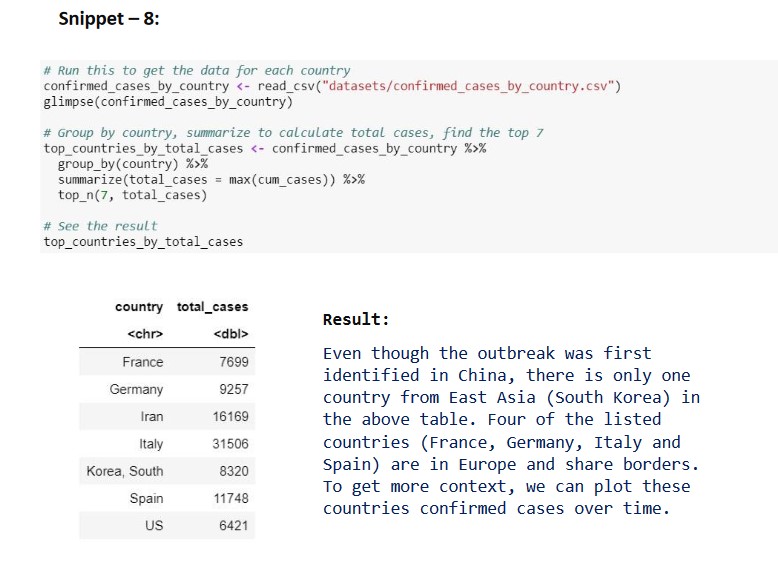 Snippet – 8:
# Run this to get the data for each country
confirmed_cases_by_country <- read_csv("datasets/confirmed_cases_by_country.csv")
glimpse(confirmed_cases_by_country)
# Group by country, summarize to calculate total cases, find the top 7
top_countries_by_total_cases <- confirmed_cases_by_country %>%
  group_by(country) %>%
  summarize(total_cases = max(cum_cases)) %>%
  top_n(7, total_cases)
# See the result
top_countries_by_total_cases
country total_cases
<chr> <dbl>
France 7699
Germany 9257
Iran 16169
Italy 31506
Korea, South 8320
Spain 11748
US 6421
Result:
Even though the outbreak was first
identified in China, there is only one
country from East Asia (South Korea) in
the above table. Four of the listed
countries (France, Germany, Italy and
Spain) are in Europe and share borders.
To get more context, we can plot these
countries confirmed cases over time.